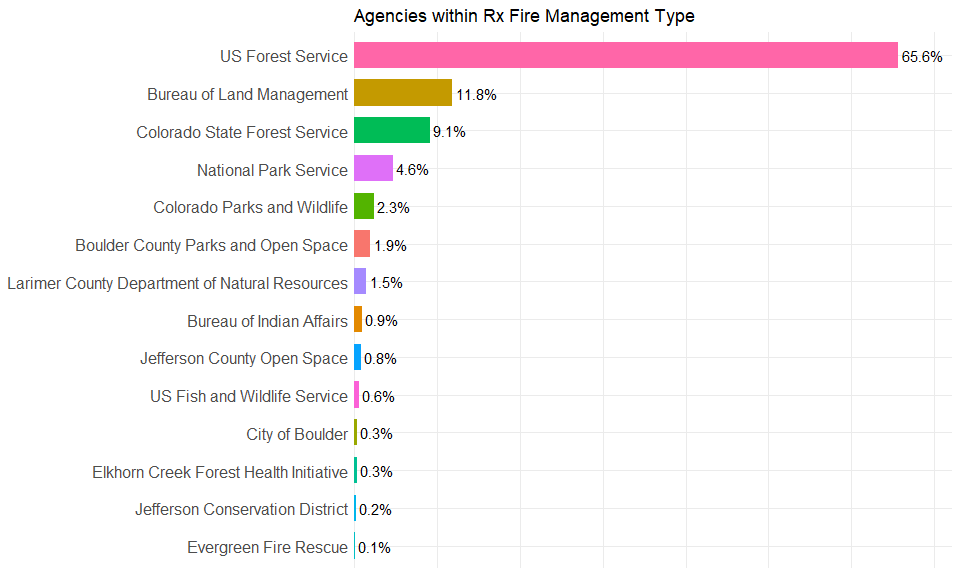 Agencies within Rx Fire Management Type
US Forest Service 65.6%
Bureau of Land Management 11.8%
Colorado State Forest Service 9.1%
National Park Service 4.6%
Colorado Parks and Wildlife 2.3%
Boulder County Parks and Open Space 1.9%
Larimer County Department of Natural Resources 1.5%
Bureau of Indian Affairs 0.9%
Jefferson County Open Space 0.8%
US Fish and Wildlife Service 0.6%
City of Boulder 0.3%
Elkhorn Creek Forest Health Initiative 0.3%
Jefferson Conservation District 0.2%
Evergreen Fire Rescue 0.1%